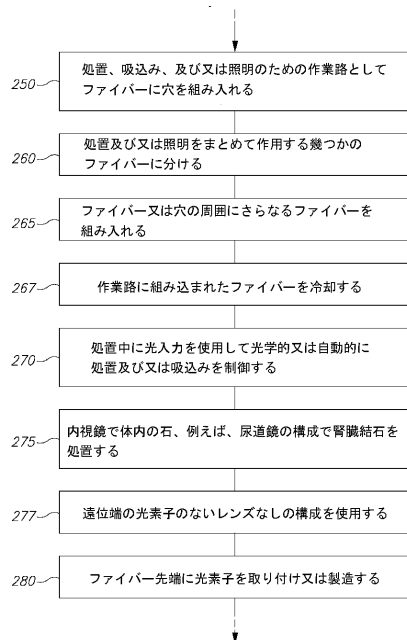 250
処置、吸込み、及び又は照明のための作業路として
ファイバーに穴を組み入れる
260
処置及び又は照明をまとめて作用する幾つかの
ファイバーに分ける
265
ファイバー又は穴の周囲にさらなるファイバーを
組み入れる
267
作業路に組み込まれたファイバーを冷却する
270
処置中に光入力を使用して光学的又は自動的に
処置及び又は吸込みを制御する
275
内視鏡で体内の石、例えば、尿道鏡の構成で腎臓結石を
処置する
277
遠位端の光素子のないレンズなしの構成を使用する
280
ファイバー先端に光素子を取り付け又は製造する